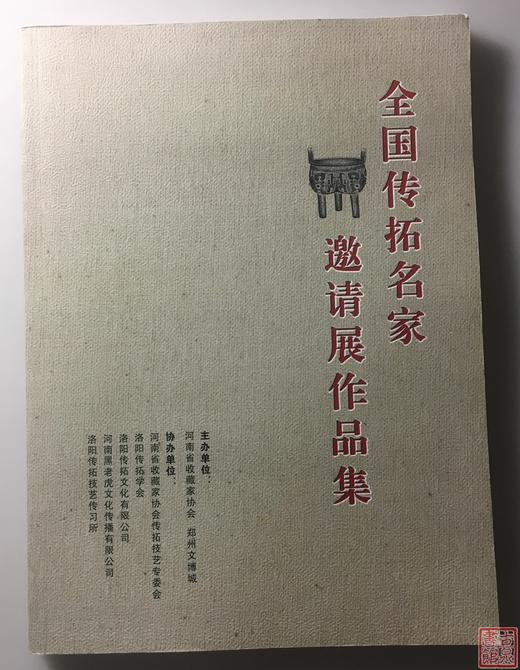 全国传拓名家
邀请展作品集
主办单位：
河南省收藏家协会 郑州文博城
协办单位：
河南省收藏家协会传拓技艺专委会
洛阳传拓学会
洛阳传拓文化有限公司
河南黑老虎文化传播有限公司
洛阳传拓技艺传习所